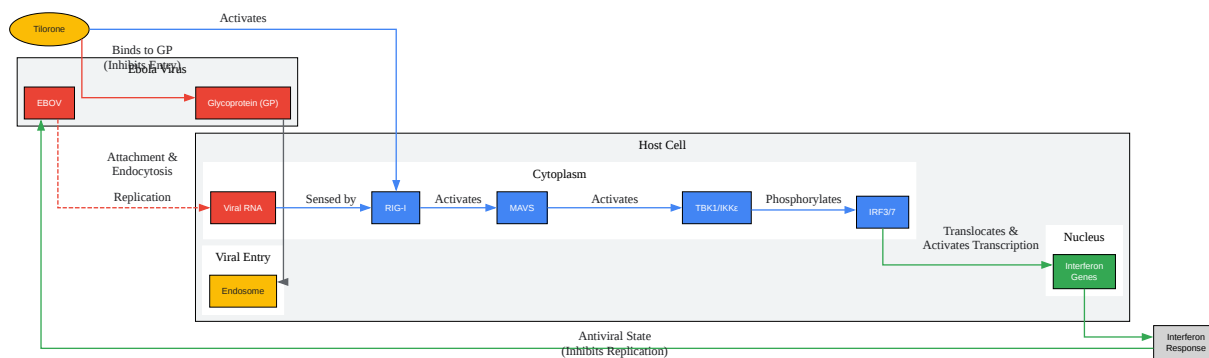 Activates
Tilorone
Binds to GP
(Inhibits Entry)
Ebola Virus
EBOV
Glycoprotein (GP)
Host Cell
Attachment &
Endocytosis
Cytoplasm
Replication
Viral RNA
Sensed by
RIG-I
Activates
MAVS
Activates
TBK1/IKKε
Phosphorylates
IRF3/7
Translocates &
Activates Transcription
Nucleus
Viral Entry
Interferon
Genes
Endosome
Antiviral State
(Inhibits Replication)
Interferon
Response